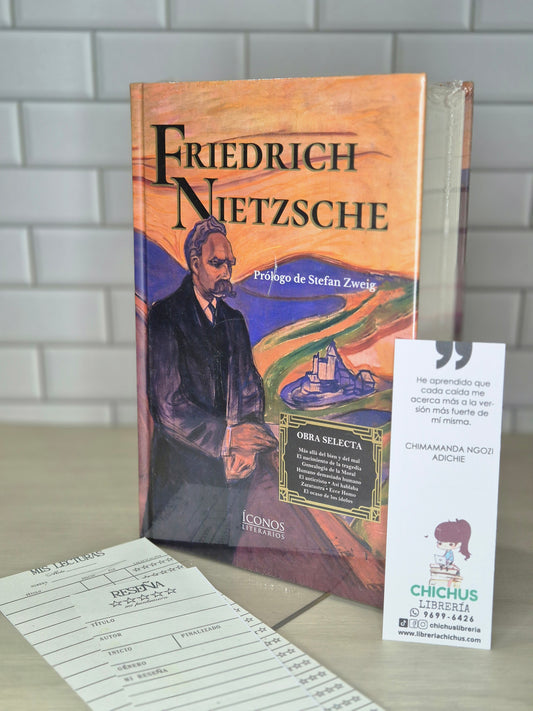 FRIEDRICH
NIETZSCHE
Prólogo de Stefan Zweig
OBRA SELECTA
Más allá del bien y del mal
El nacimiento de la tragedia
Genealogía de la Moral
Humano demasiado humano
El anticristo • Así hablaba
Zaratustra • Ecce Homo
El ocaso de los ídolos
ÍCONOS
LITERARIOS
”
He aprendido que
cada caída me
acerca más a la ver-
sión más fuerte de
mí misma.
CHIMAMANDA NGOZI
ADICHIE
CHICHUS
LIBRERÍA
9699-6426
chichuslibreria
www.libreriachichus.com
MIS LECTURAS
RESEÑA
TÍTULO
AUTOR
INICIO
FINALIZADO
GÉNERO
MI RESEÑA